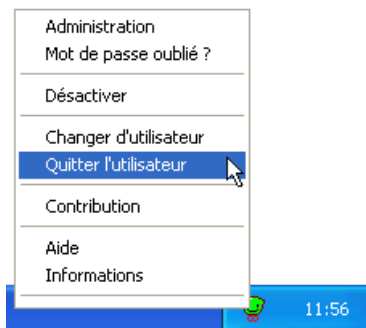 Administration
Mot de passe oublié ?
Désactiver
Changer d'utilisateur
Quitter l'utilisateur
Contribution
Aide
Informations
11:56